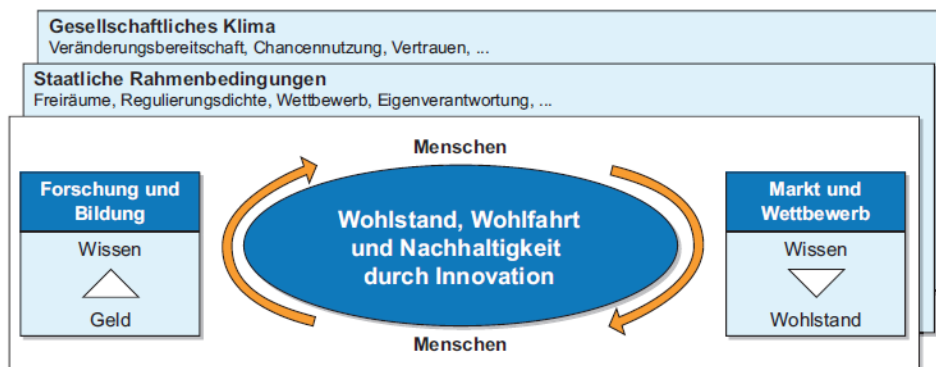 Gesellschaftliches Klima
Veränderungsbereitschaft, Chancennutzung, Vertrauen, ...
Staatliche Rahmenbedingungen
Freiräume, Regulierungsdichte, Wettbewerb, Eigenverantwortung, ...
Menschen
Forschung und
Bildung
Wissen
Geld
Wohlstand, Wohlfahrt
und Nachhaltigkeit
durch Innovation
Markt und
Wettbewerb
Wissen
Wohlstand
Menschen